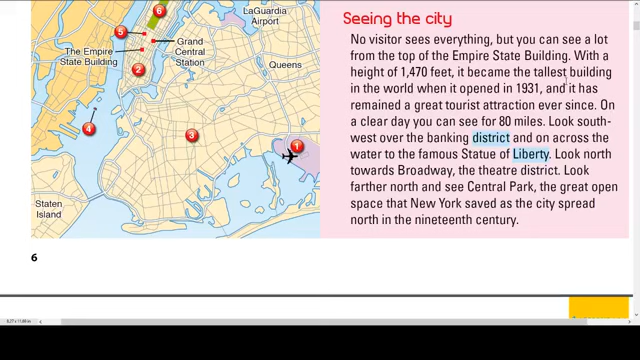 LaGuardia
Airport
6
5
Grand
Central
Station
The Empire
State Building
2
Queens
4
3
1
Staten
Island
Seeing the city
No visitor sees everything, but you can see a lot
from the top of the Empire State Building. With a
height of 1,470 feet, it became the tallest building
in the world when it opened in 1931, and it has
remained a great tourist attraction ever since. On
a clear day you can see for 80 miles. Look south-
west over the banking district and on across the
water to the famous Statue of Liberty. Look north
towards Broadway, the theatre district. Look
farther north and see Central Park, the great open
space that New York saved as the city spread
north in the nineteenth century.
6